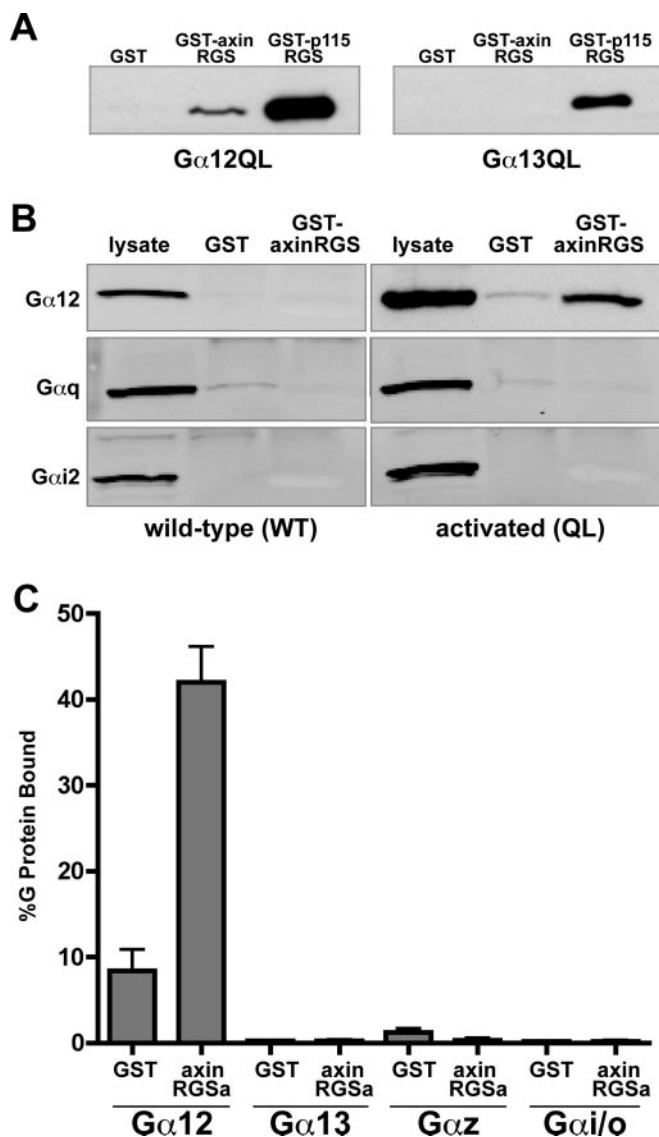 A
GST
GST-axin
RGS
GST-p115
RGS
GST
GST-axin
RGS
GST-p115
RGS
Gα12QL
Gα13QL
B
lysate
GST
GST-
axinRGS
lysate
GST
GST-
axinRGS
Gα12
Gαq
Gαi2
wild-type (WT)
activated (QL)
C
%G Protein Bound
50
40
30
20
10
0
GST
axin
RGSa
GST
axin
RGSa
GST
axin
RGSa
GST
axin
RGSa
Gα12
Gα13
Gαz
Gαi/o